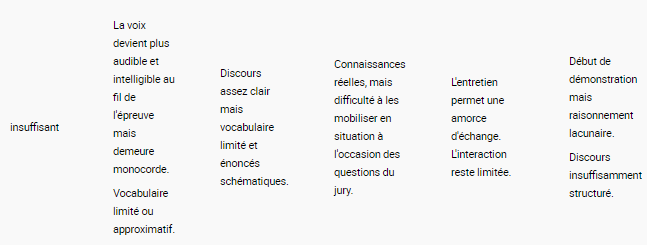 insuffisant
La voix
devient plus
audible et
intelligible au
fil de
l'épreuve
mais
demeure
monocorde.
Vocabulaire
limité ou
approximatif.
Discours
assez clair
mais
vocabulaire
limité et
énoncés
schématiques.
Connaissances
réelles, mais
difficulté à les
mobiliser en
situation à
l'occasion des
questions du
jury.
L'entretien
permet une
amorce
d'échange.
L'interaction
reste limitée.
Début de
démonstration
mais
raisonnement
lacunaire.
Discours
insuffisamment
structuré.